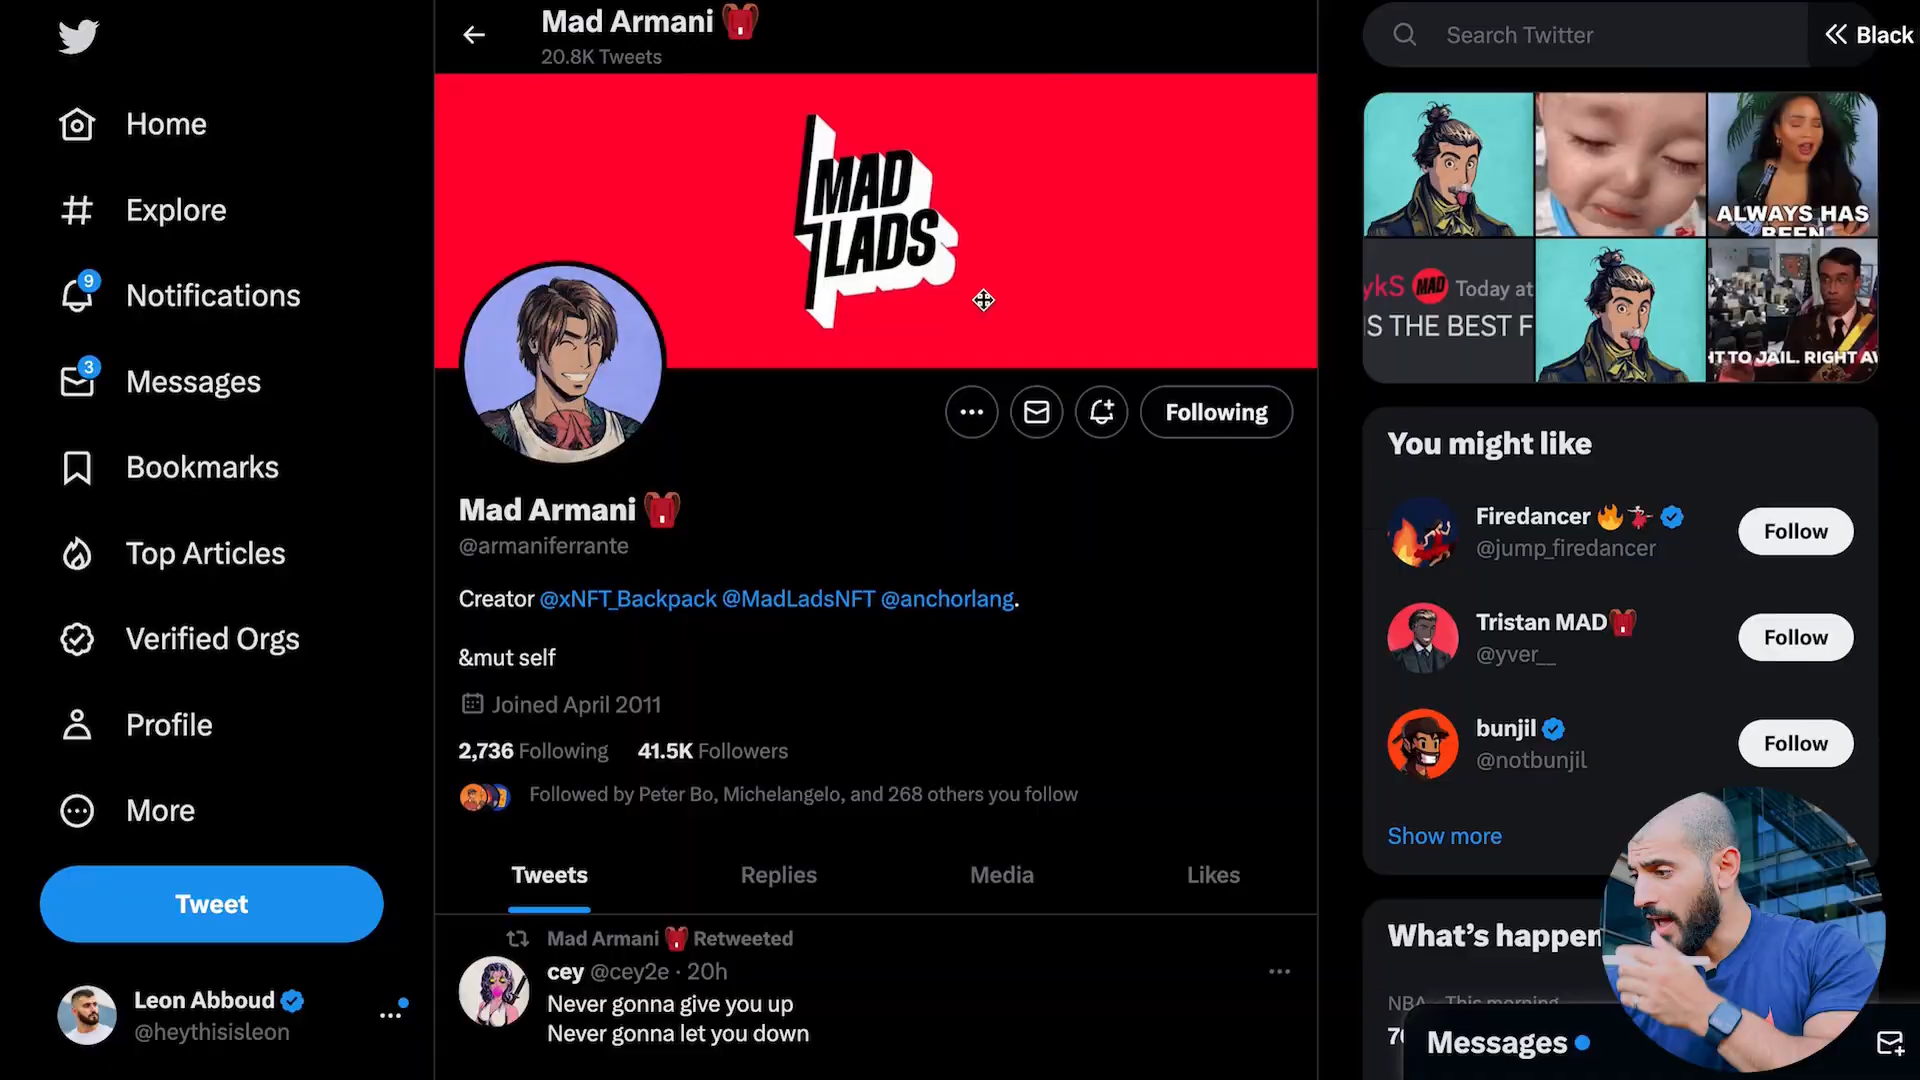 Home
Explore
9
Notifications
3
Messages
Bookmarks
Top Articles
Verified Orgs
Profile
More
Tweet
Leon Abboud
@heythisisleon
Mad Armani
20.8K Tweets
MAD
LADS
Following
Mad Armani
@armaniferrante
Creator @xNFT_Backpack @MadLadsNFT @anchorlang.
&mut self
Joined April 2011
2,736 Following 41.5K Followers
Followed by Peter Bo, Michelangelo, and 268 others you follow
Tweets Replies Media Likes
Mad Armani Retweeted
cey @cey2e · 20h
Never gonna give you up
Never gonna let you down
Search Twitter
Black
ALWAYS HAS
BEEN
ykS MAD Today at
S THE BEST F
TO JAIL. RIGHT
You might like
Firedancer
@jump_firedancer
Follow
Tristan MAD
@yver__
Follow
bunjil
@notbunjil
Follow
Show more
What's happen
NBA · This morning
Messages